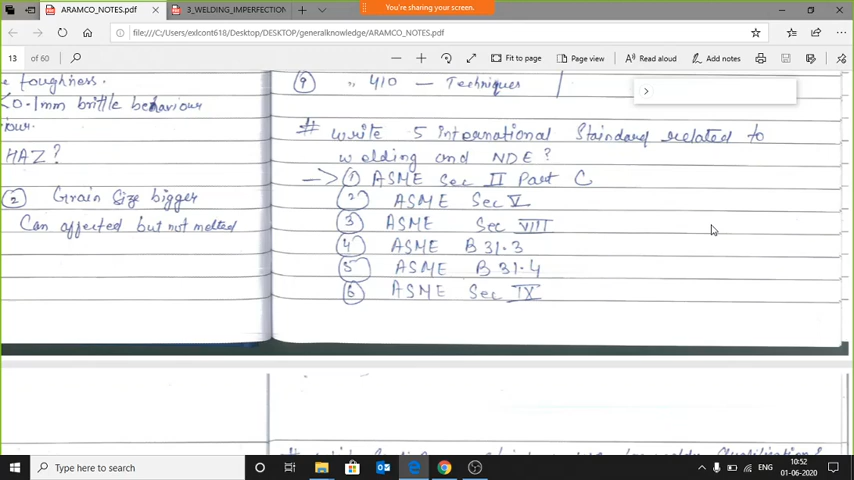 ARAMCO_NOTES.pdf
3_WELDING_IMPERFECTION
You're sharing your screen.
file:///C:/Users/exlcont618/Desktop/DESKTOP/generalknowledge/ARAMCO_NOTES.pdf
13 of 60
Fit to page
Page view
Read aloud
Add notes
e toughness.
<0.1mm brittle behaviour
iour.
HAZ?
② Grain Size bigger
Can affected but not melted
⑨ ,, 410 — Techniques
# Write 5 international Staindard related to
welding and NDE?
→ ① ASME Sec II Part C
② ASME Sec V
③ ASME Sec VIII
④ ASME B 31.3
⑤ ASME B 31.4
⑥ ASME Sec IX
Type here to search
ENG
10:52
01-06-2020